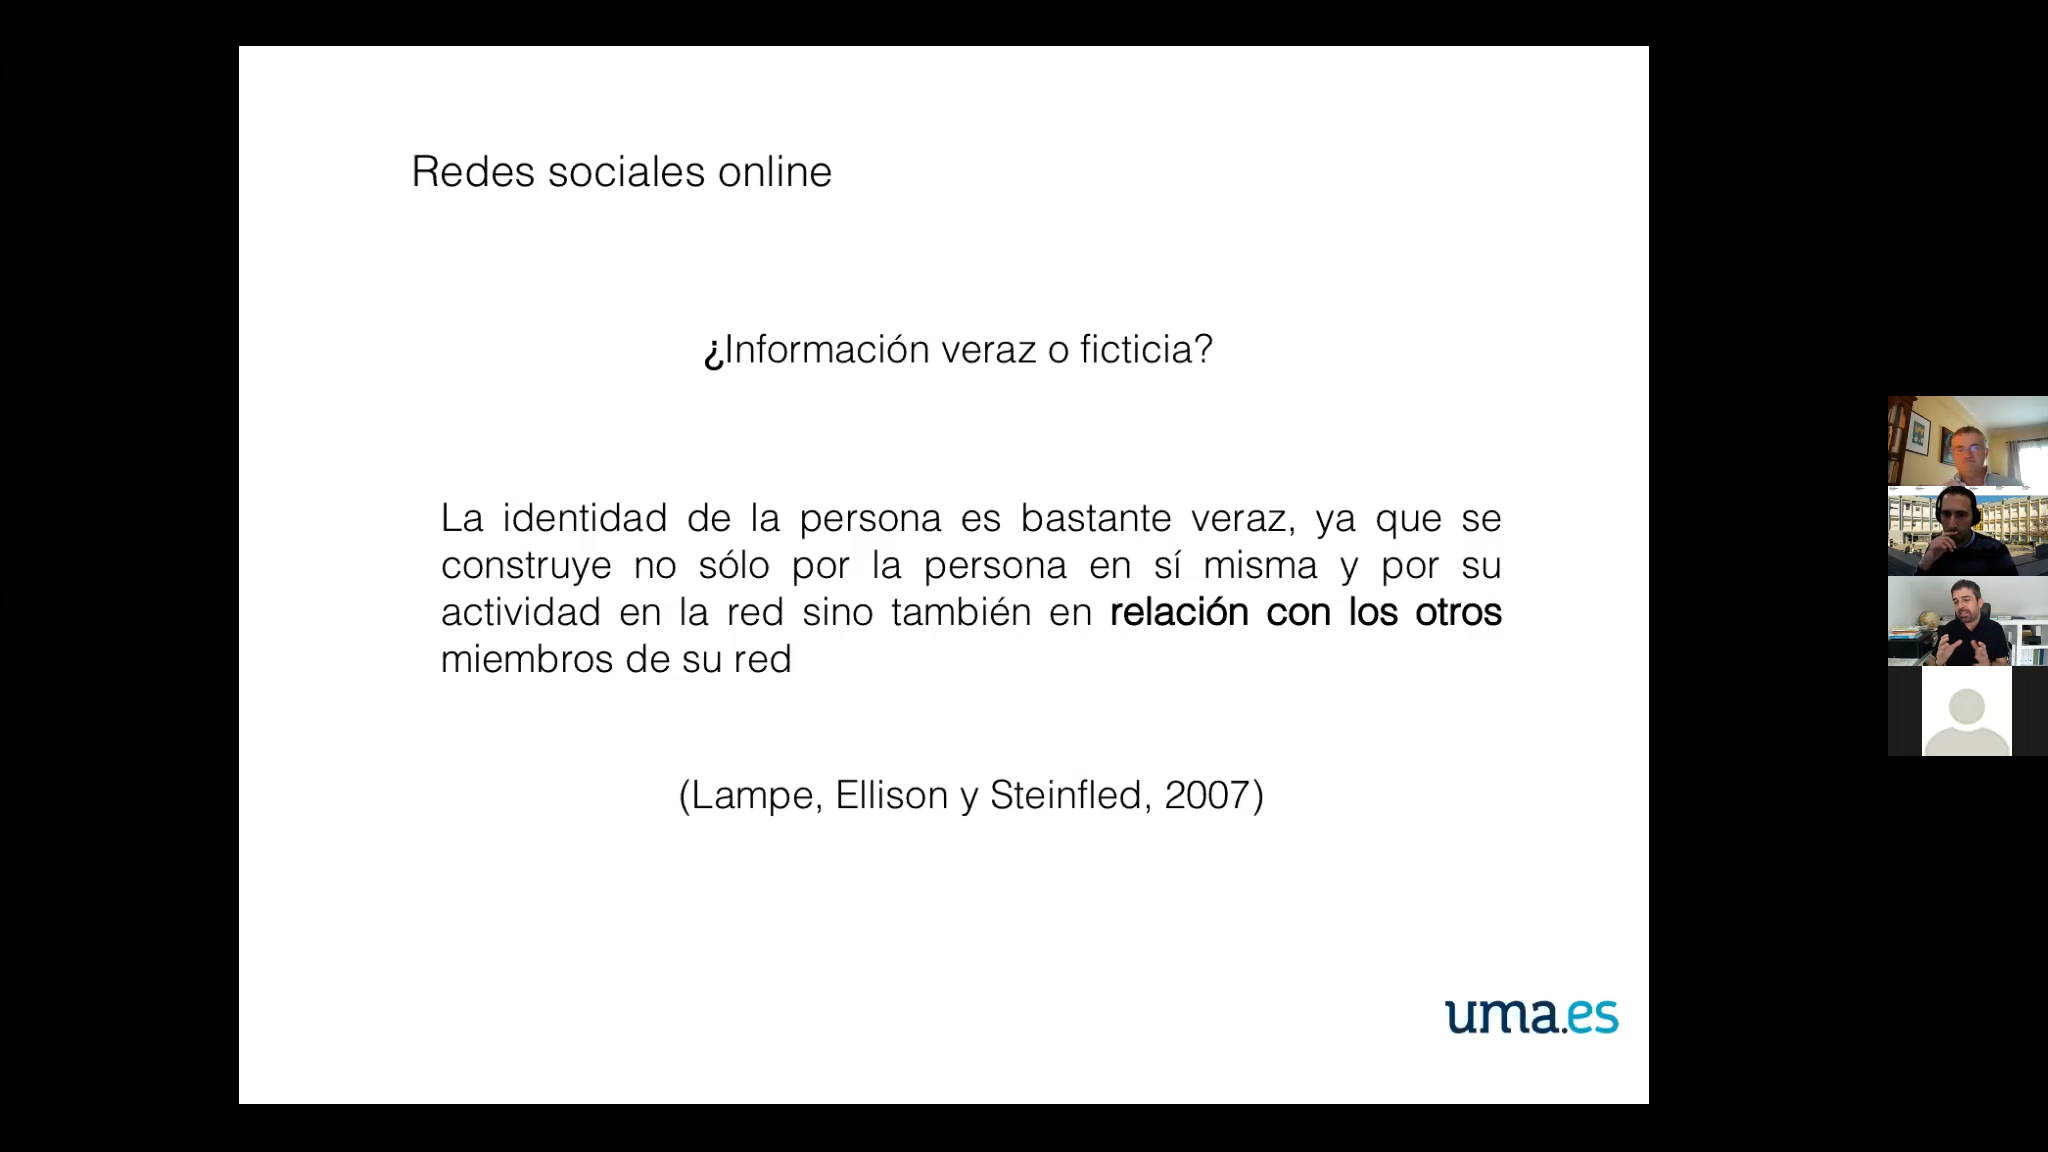 Redes sociales online
¿Información veraz o ficticia?
La identidad de la persona es bastante veraz, ya que se
construye no sólo por la persona en sí misma y por su
actividad en la red sino también en relación con los otros
miembros de su red
(Lampe, Ellison y Steinfled, 2007)
uma.es